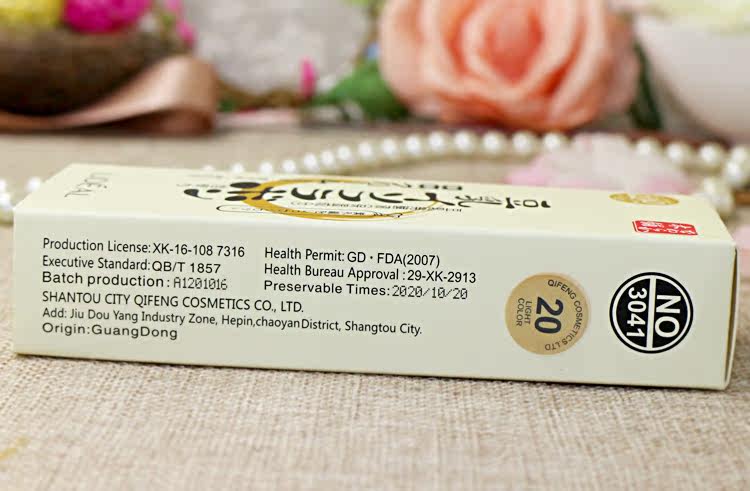 Production License:XK-16-108 7316
Executive Standard:QB/T 1857
Batch production : A1201016
Health Permit: GD · FDA(2007)
Health Bureau Approval :29-XK-2913
Preservable Times: 2020/10/20
SHANTOU CITY QIFENG COSMETICS CO., LTD.
Add: Jiu Dou Yang Industry Zone, Hepin,chaoyanDistrict, Shangtou City.
Origin:GuangDong
QIFENG COSMETICS LTD
20
LIGHT
COLOR
NO
3041